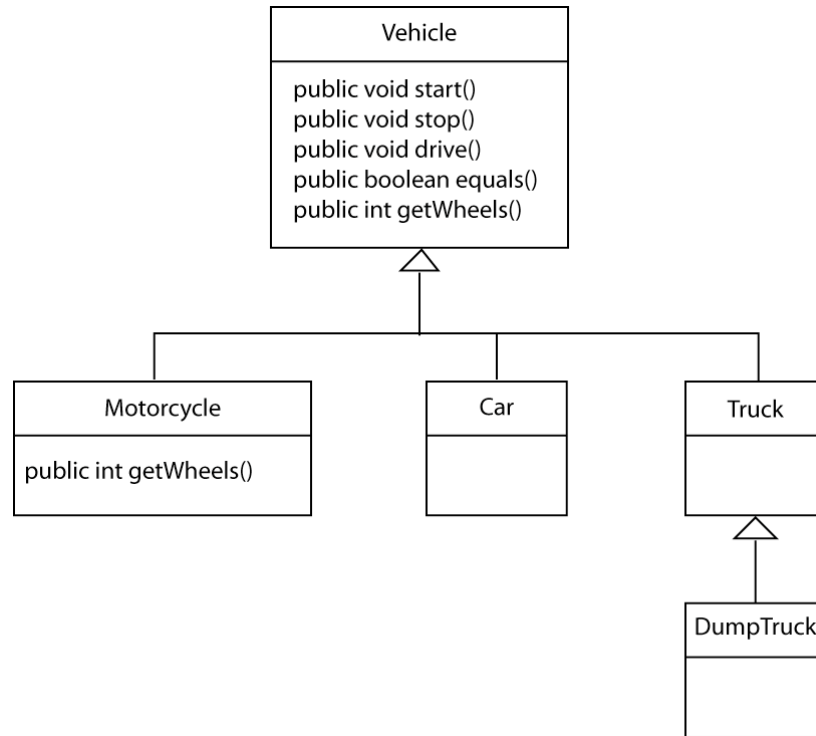 Vehicle
public void start()
public void stop()
public void drive()
public boolean equals()
public int getWheels()
Motorcycle
public int getWheels()
Car
Truck
DumpTruck